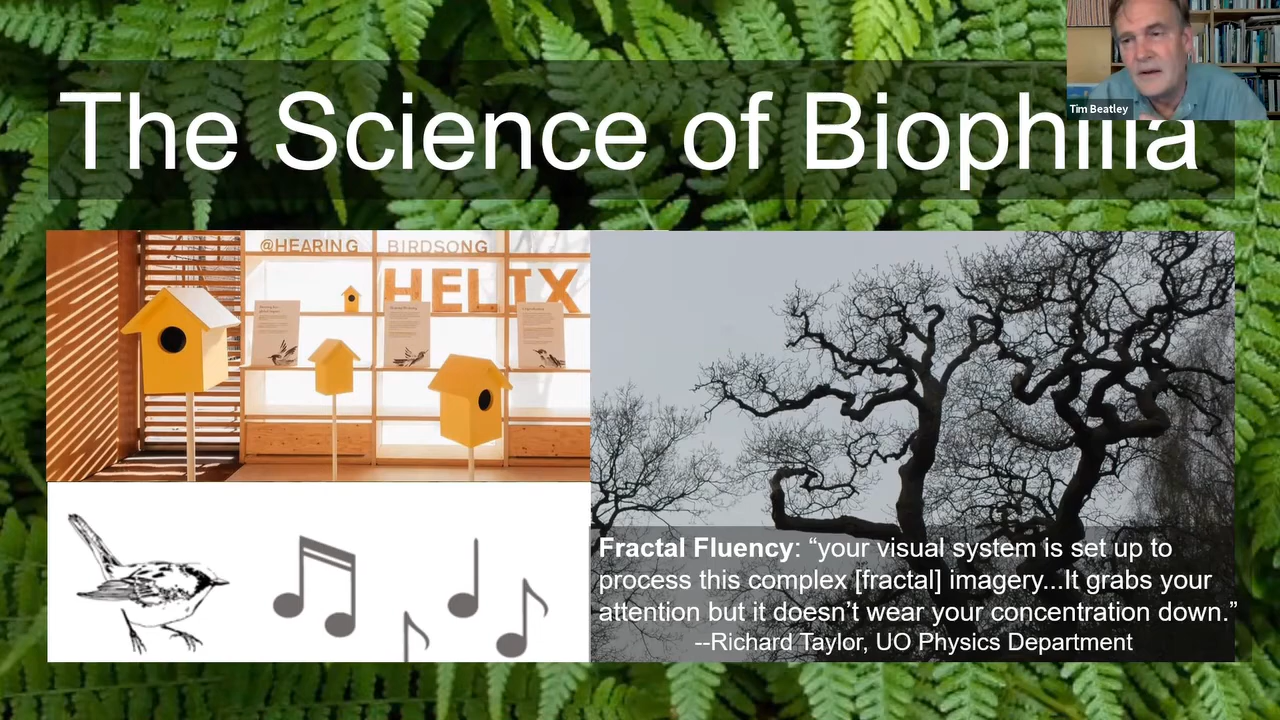 Tim Beatley
The Science of Biophilia
@HEARING BIRDSONG
HELIX
Fractal Fluency: “your visual system is set up to
process this complex [fractal] imagery...It grabs your
attention but it doesn’t wear your concentration down.”
--Richard Taylor, UO Physics Department